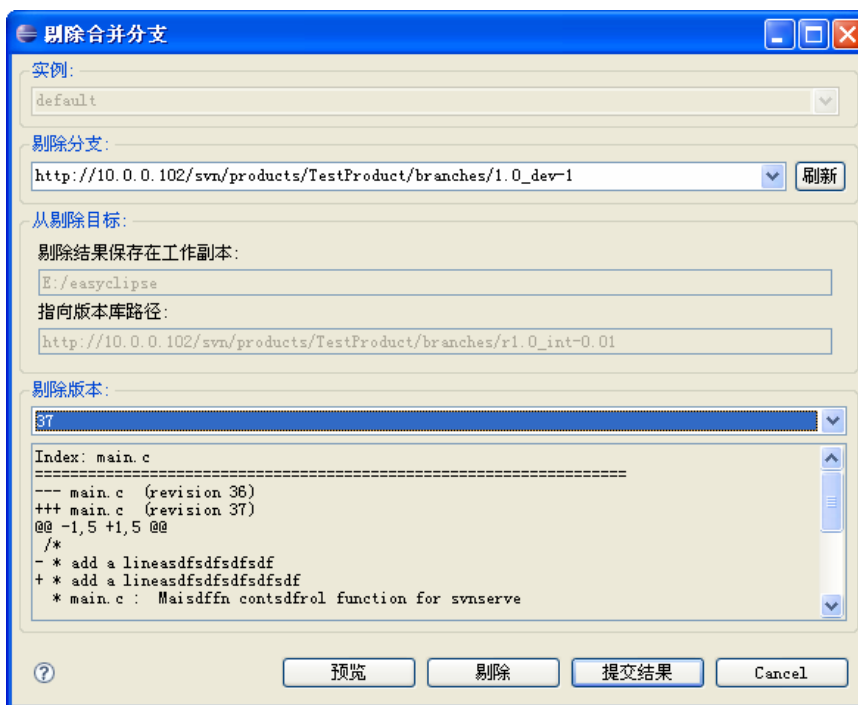 剔除合并分支
实例:
default
剔除分支:
http://10.0.0.102/svn/products/TestProduct/branches/1.0_dev-1
刷新
从剔除目标:
剔除结果保存在工作副本:
E:/easyclipse
指向版本库路径:
http://10.0.0.102/svn/products/TestProduct/branches/r1.0_int-0.01
剔除版本:
37
Index: main.c
===================================================================
--- main.c  (revision 36)
+++ main.c  (revision 37)
@@ -1,5 +1,5 @@
 /*
- * add a lineasdfsdfsdfsdf
+ * add a lineasdfsdfsdfsdfsdf
  * main.c :  Maisdffn contsdfrol function for svnserve
?
预览
剔除
提交结果
Cancel